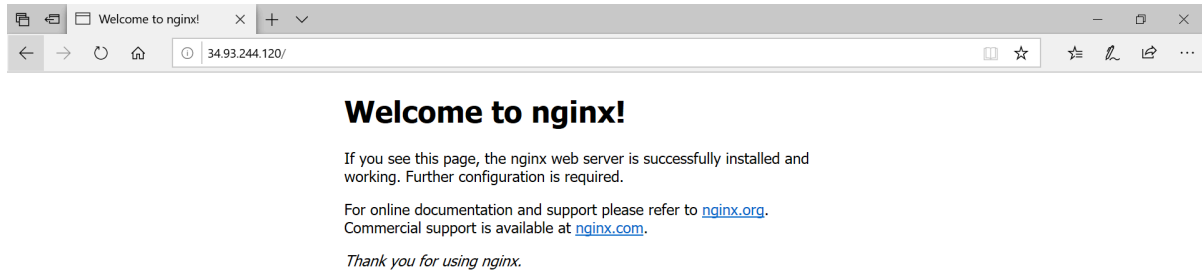 Welcome to nginx!
34.93.244.120/
Welcome to nginx!
If you see this page, the nginx web server is successfully installed and
working. Further configuration is required.
For online documentation and support please refer to nginx.org.
Commercial support is available at nginx.com.
Thank you for using nginx.